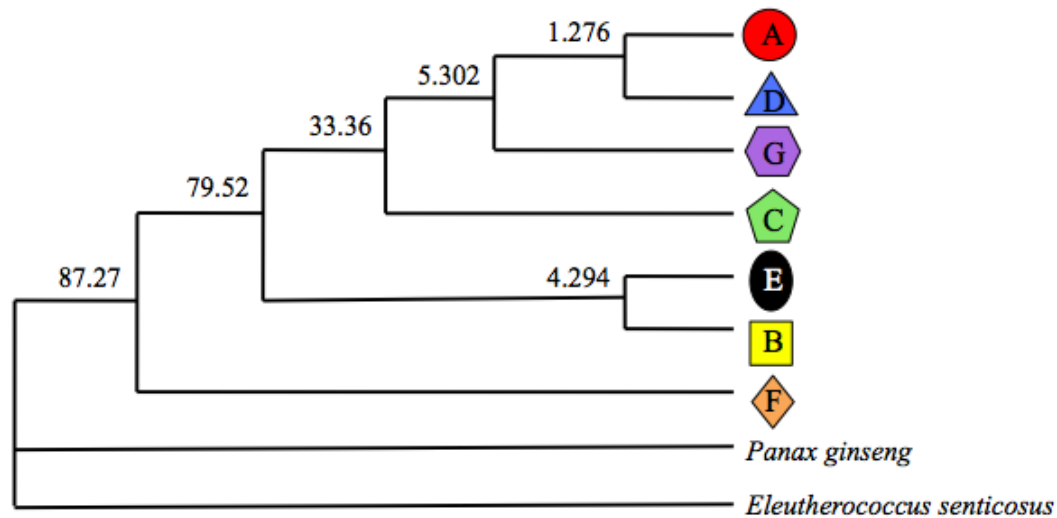 1.276
A
5.302
D
33.36
G
79.52
C
87.27
4.294
E
B
F
Panax ginseng
Eleutherococcus senticosus